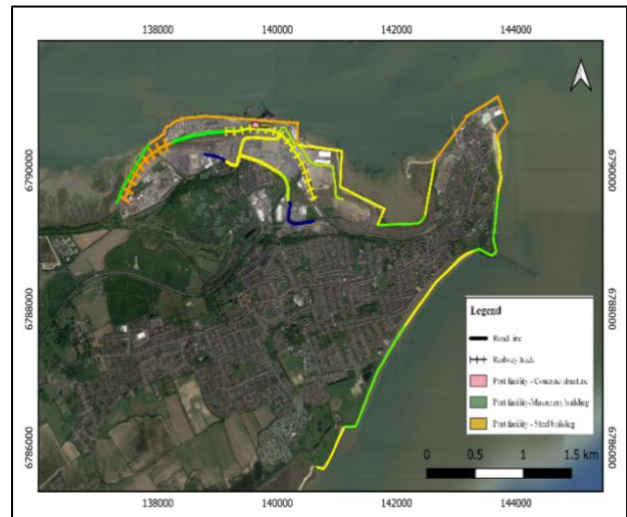 138000 140000 142000 144000
6790000 6790000
6788000 6788000
6786000 6786000
Legend
Road line
Railway track
Port facility - Concrete structure
Port facility-Masonery building
Port facility - Steel building
0 0.5 1 1.5 km
138000 140000 142000 144000